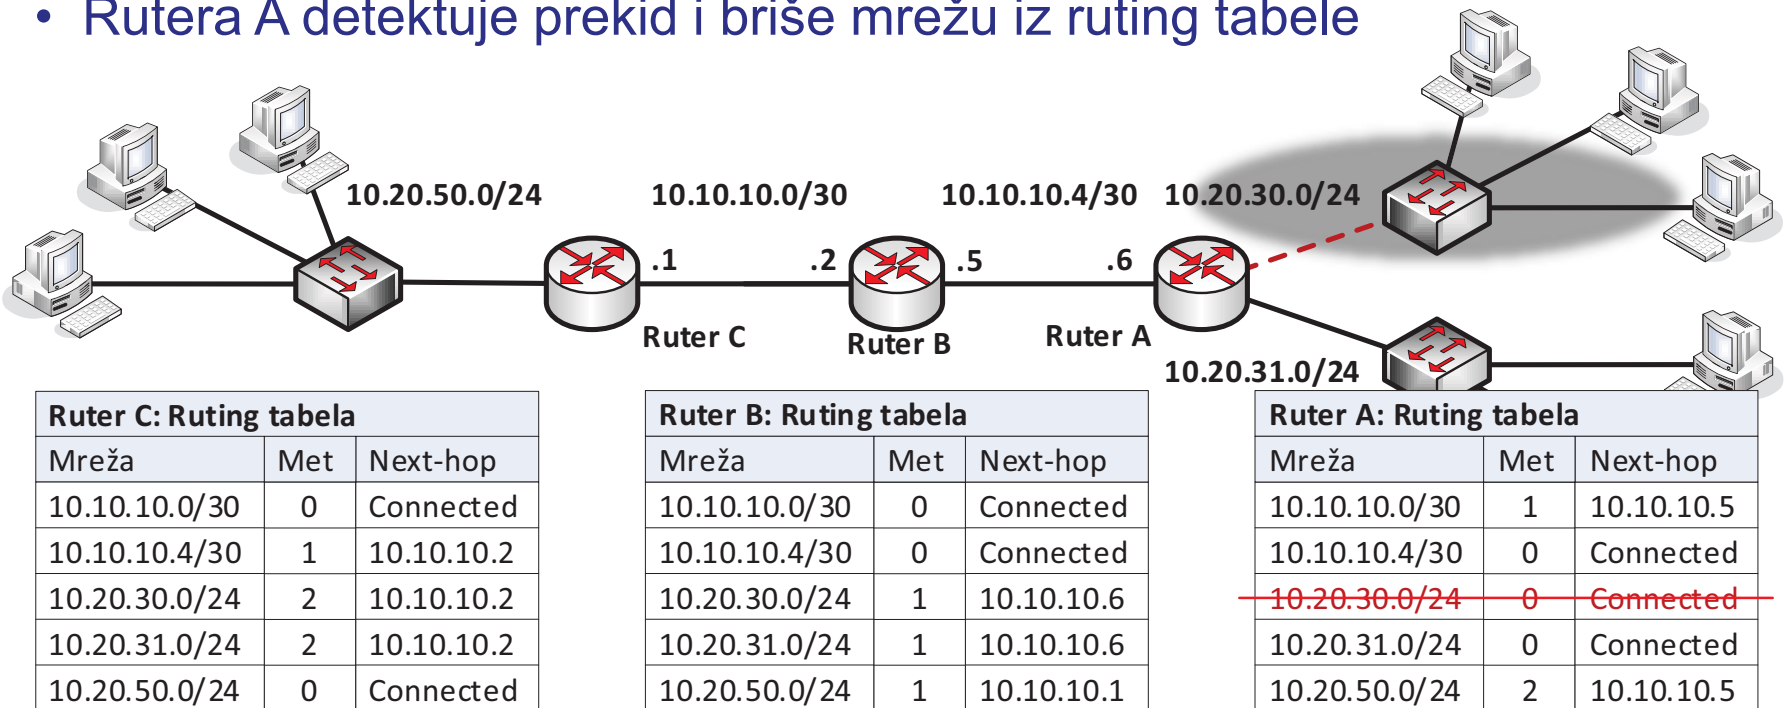 • Rutera A detektuje prekid i briše mrežu iz ruting tabele
10.20.50.0/24 10.10.10.0/30 10.10.10.4/30 10.20.30.0/24
.1 .2 .5 .6
Ruter C Ruter B Ruter A
10.20.31.0/24
Ruter C: Ruting tabela
Mreža Met Next-hop
10.10.10.0/30 0 Connected
10.10.10.4/30 1 10.10.10.2
10.20.30.0/24 2 10.10.10.2
10.20.31.0/24 2 10.10.10.2
10.20.50.0/24 0 Connected
Ruter B: Ruting tabela
Mreža Met Next-hop
10.10.10.0/30 0 Connected
10.10.10.4/30 0 Connected
10.20.30.0/24 1 10.10.10.6
10.20.31.0/24 1 10.10.10.6
10.20.50.0/24 1 10.10.10.1
Ruter A: Ruting tabela
Mreža Met Next-hop
10.10.10.0/30 1 10.10.10.5
10.10.10.4/30 0 Connected
10.20.30.0/24 0 Connected
10.20.31.0/24 0 Connected
10.20.50.0/24 2 10.10.10.5